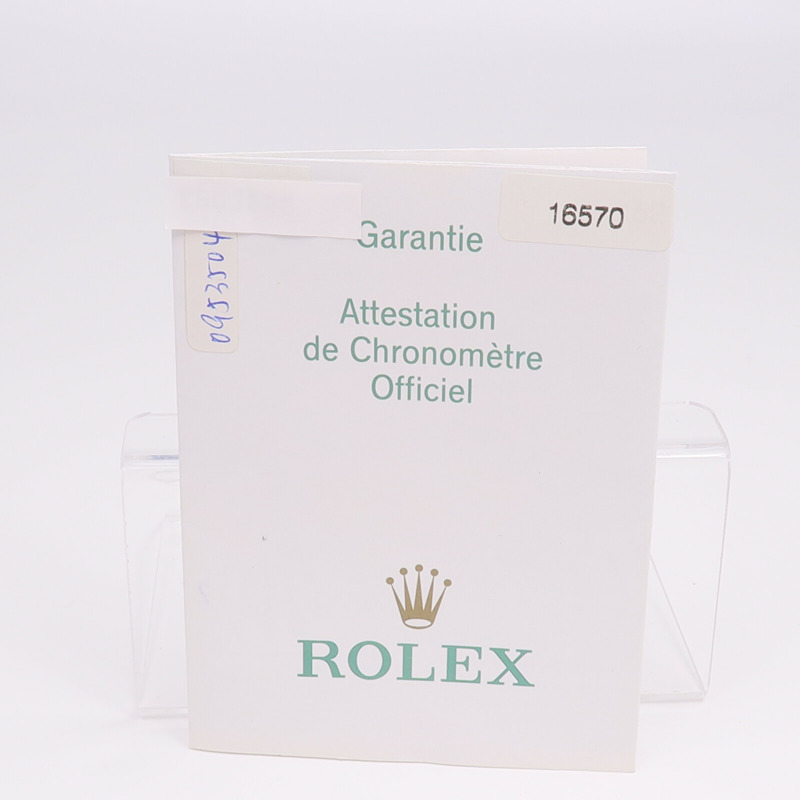 16570
Garantie
0953504
Attestation
de Chronomètre
Officiel
ROLEX